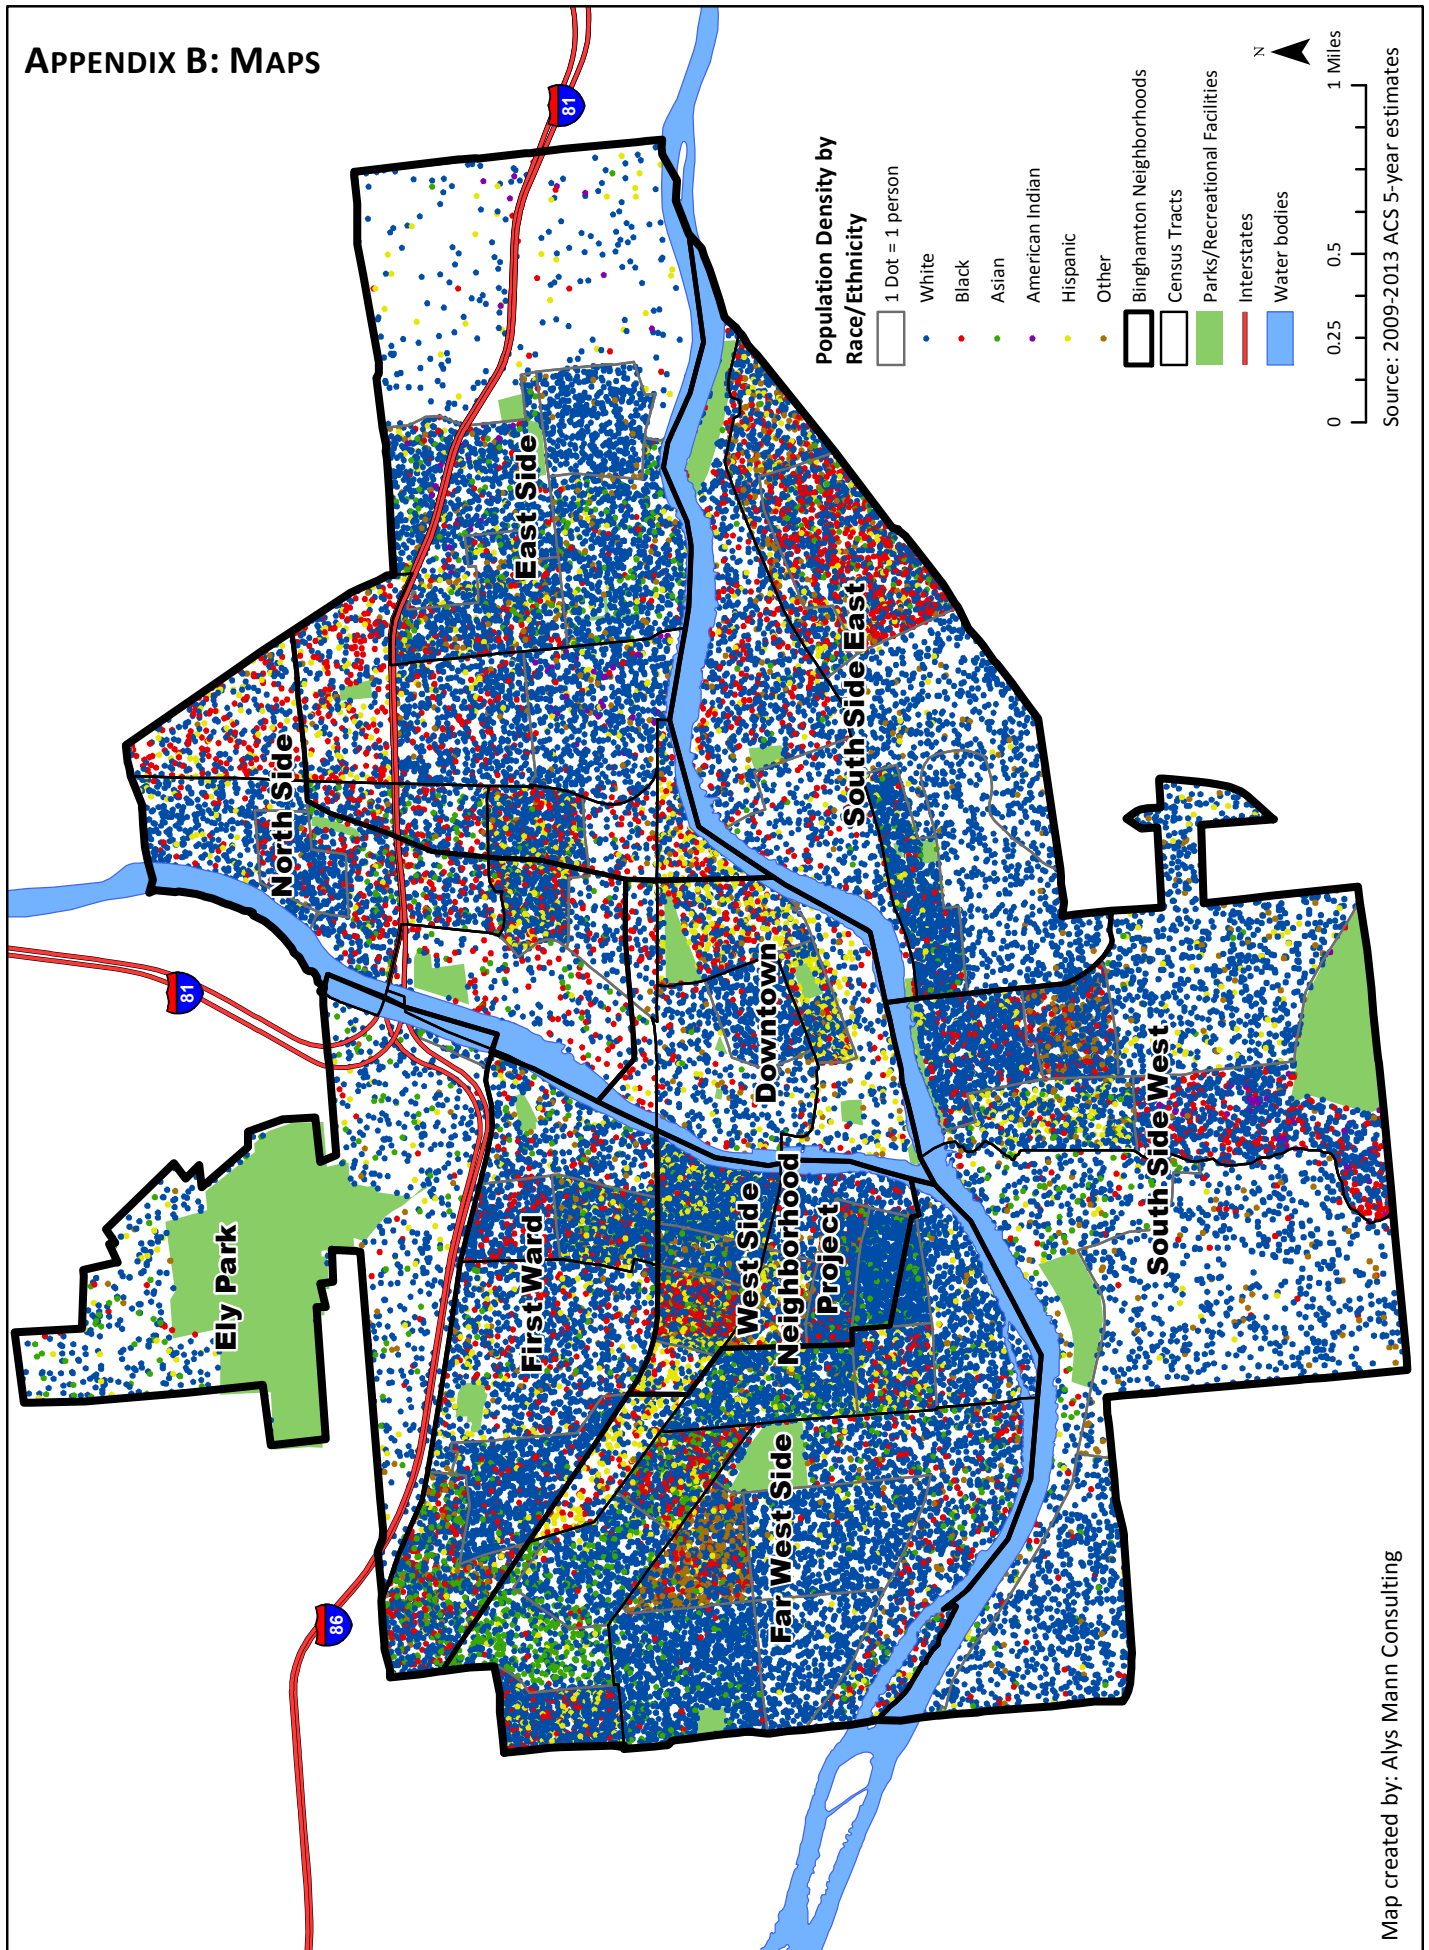 APPENDIX B: MAPS
81
81
86
Ely Park
North Side
East Side
First Ward
Downtown
West Side
Neighborhood
Project
Far West Side
South Side East
South Side West
Population Density by
Race/Ethnicity
1 Dot = 1 person
White
Black
Asian
American Indian
Hispanic
Other
Binghamton Neighborhoods
Census Tracts
Parks/Recreational Facilities
Interstates
Water bodies
N
0 0.25 0.5 1 Miles
Source: 2009-2013 ACS 5-year estimates
Map created by: Alys Mann Consulting